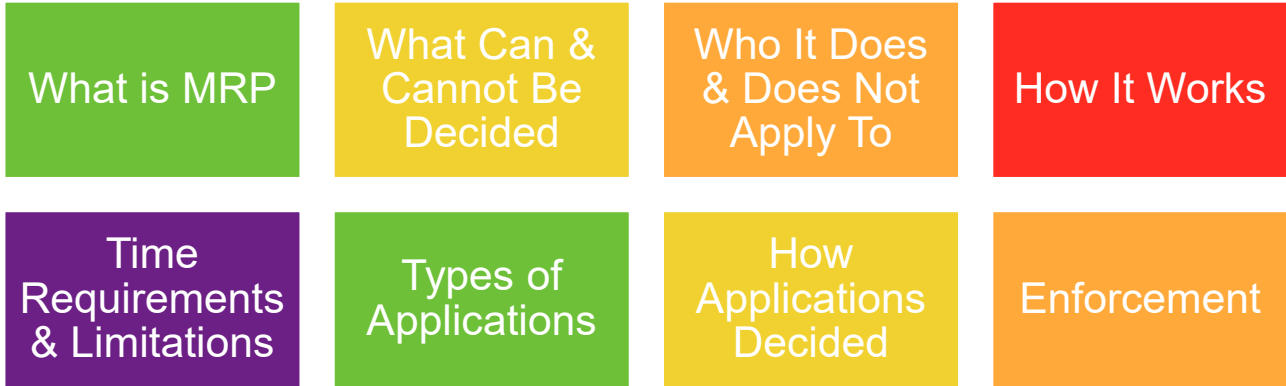 What is MRP
What Can &
Cannot Be
Decided
Who It Does
& Does Not
Apply To
How It Works
Time
Requirements
& Limitations
Types of
Applications
How
Applications
Decided
Enforcement